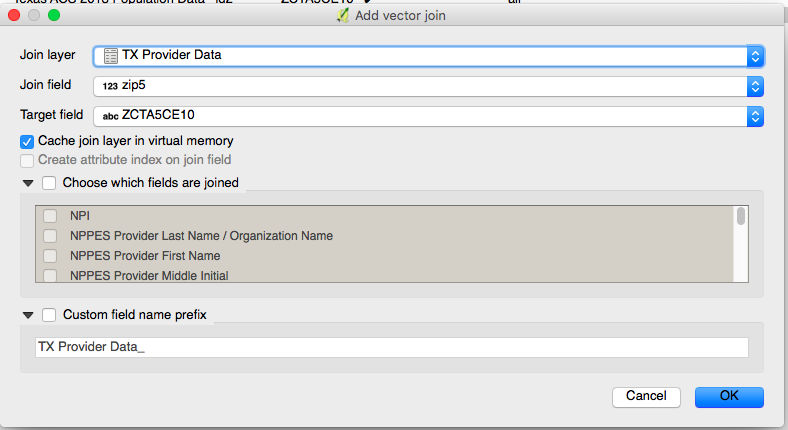 Add vector join
Join layer TX Provider Data
Join field 123 zip5
Target field abc ZCTA5CE10
Cache join layer in virtual memory
Create attribute index on join field
Choose which fields are joined
NPI
NPPES Provider Last Name / Organization Name
NPPES Provider First Name
NPPES Provider Middle Initial
Custom field name prefix
TX Provider Data_
Cancel OK